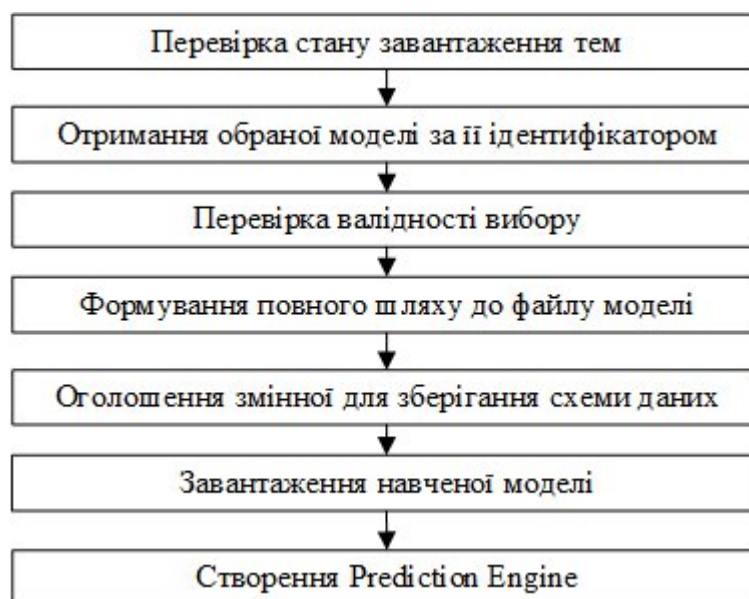 Перевірка стану завантаження тем
Отримання обраної моделі за її ідентифікатором
Перевірка валідності вибору
Формування повного шляху до файлу моделі
Оголошення змінної для зберігання схеми даних
Завантаження навченої моделі
Створення Prediction Engine